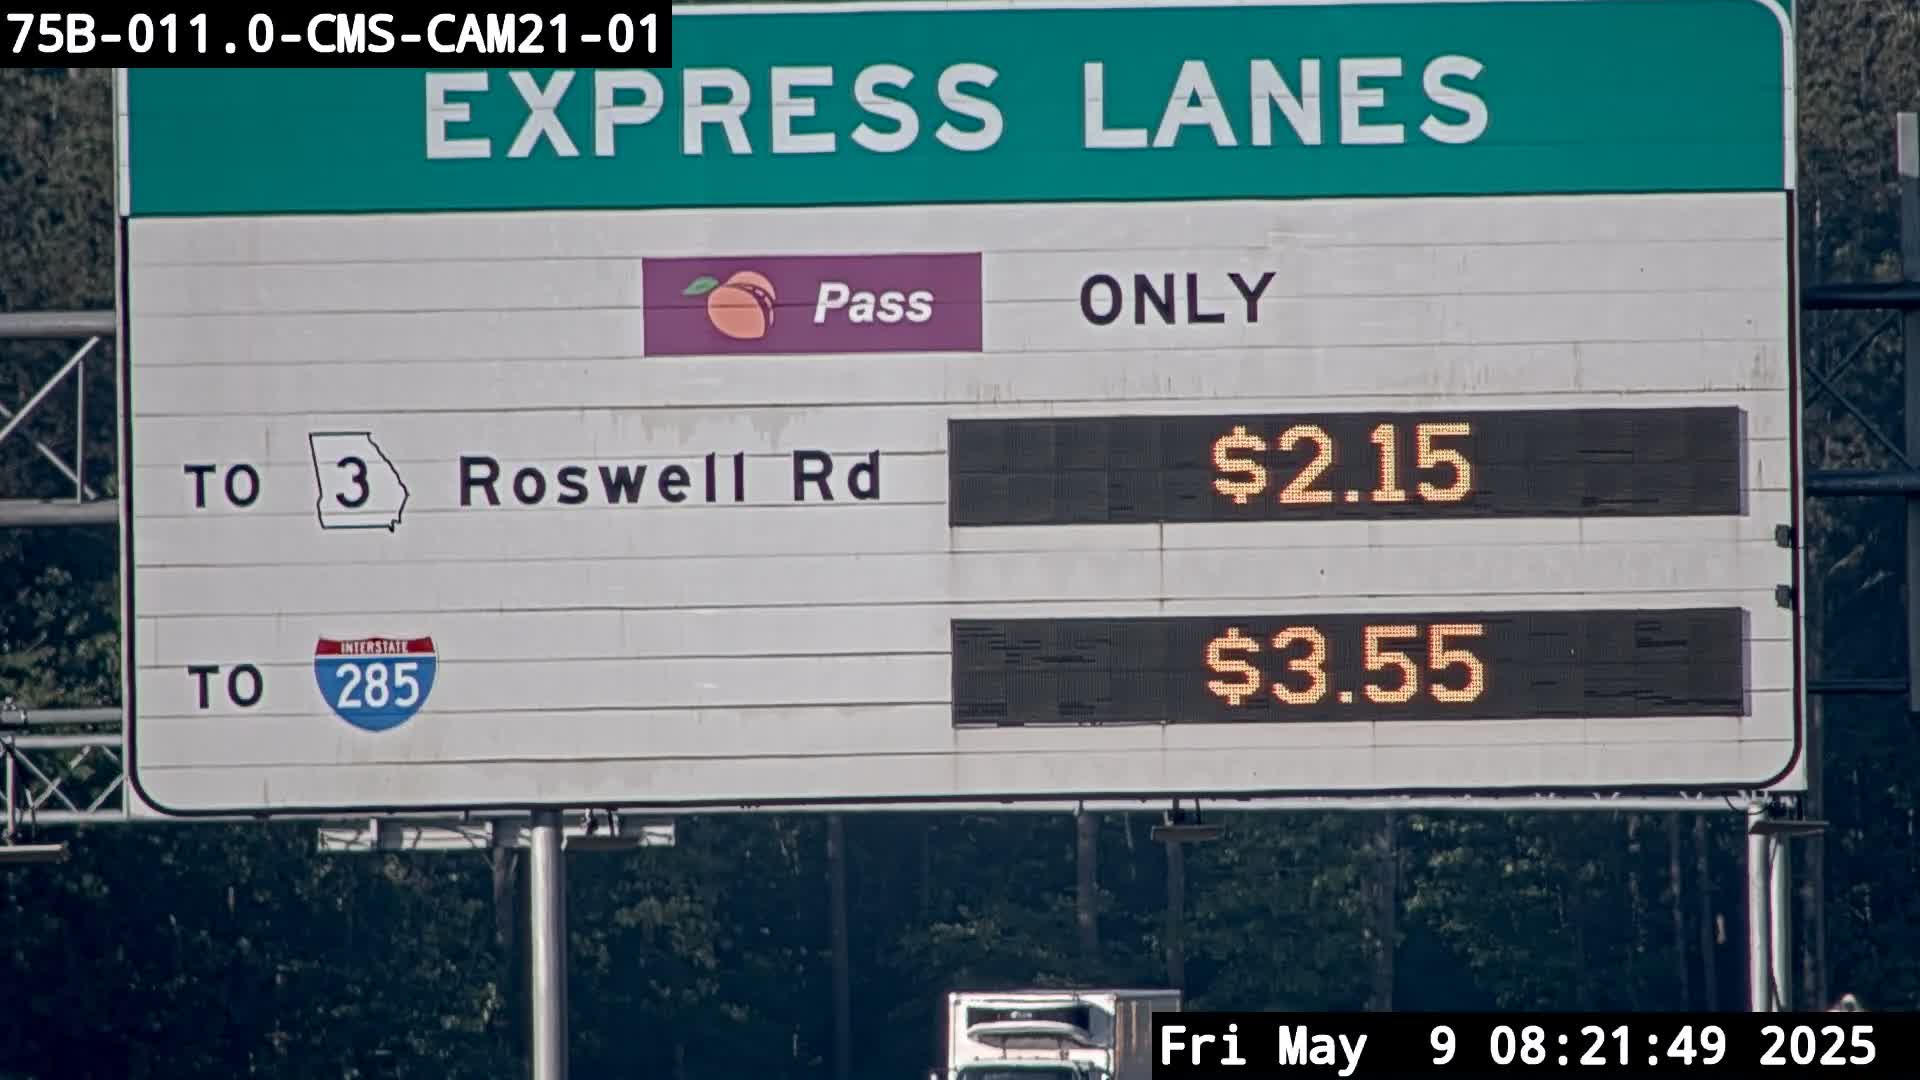 75B-011.0-CMS-CAM21-01
EXPRESS LANES
Pass ONLY
TO 3 Roswell Rd $2.15
TO INTERSTATE 285 $3.55
Fri May 9 08:21:49 2025